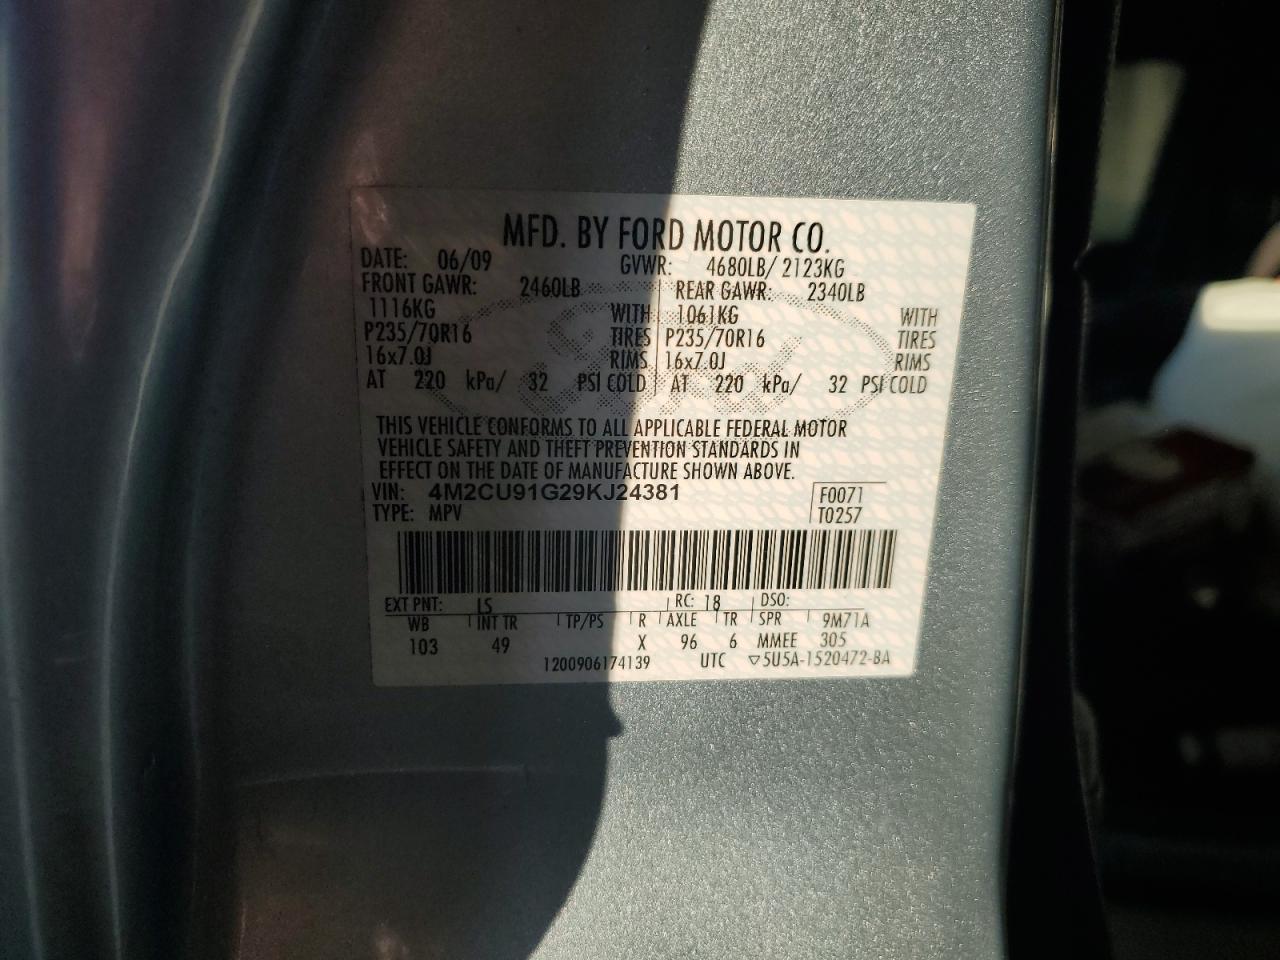 MFD. BY FORD MOTOR CO.
DATE: 06/09 GVWR: 4680LB/ 2123KG
FRONT GAWR: 2460LB REAR GAWR: 2340LB
1116KG WITH 1061KG WITH
P235/70R16 TIRES P235/70R16 TIRES
16x7.0J RIMS 16x7.0J RIMS
AT 220 kPa/ 32 PSI COLD AT 220 kPa/ 32 PSI COLD
THIS VEHICLE CONFORMS TO ALL APPLICABLE FEDERAL MOTOR
VEHICLE SAFETY AND THEFT PREVENTION STANDARDS IN
EFFECT ON THE DATE OF MANUFACTURE SHOWN ABOVE.
VIN: 4M2CU91G29KJ24381 F0071
TYPE: MPV T0257
EXT PNT: LS RC: 18 DSO:
WB INT TR TP/PS R AXLE TR SPR 9M71A
103 49 X 96 6 MMEE 305
1200906174139 UTC ▽5U5A-1520472-BA